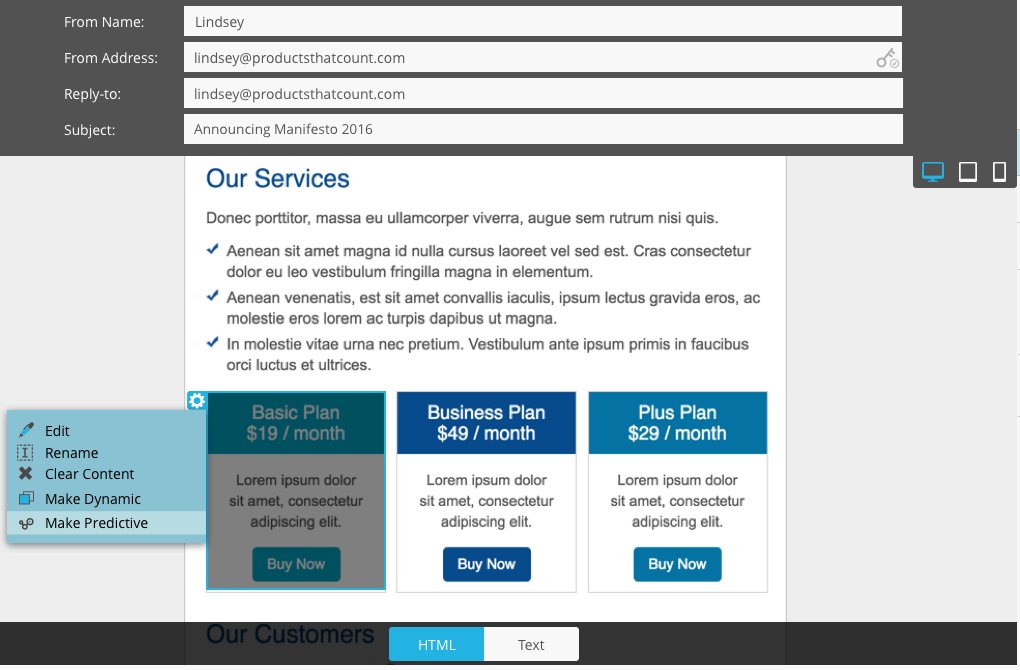 From Name:
Lindsey
From Address:
lindsey@productsthatcount.com
Reply-to:
lindsey@productsthatcount.com
Subject:
Announcing Manifesto 2016
Our Services
Donec porttitor, massa eu ullamcorper viverra, augue sem rutrum nisi quis.
Aenean sit amet magna id nulla cursus laoreet vel sed est. Cras consectetur
dolor eu leo vestibulum fringilla magna in elementum.
Aenean venenatis, est sit amet convallis iaculis, ipsum lectus gravida eros, ac
molestie eros lorem ac turpis dapibus ut magna.
In molestie vitae urna nec pretium. Vestibulum ante ipsum primis in faucibus
orci luctus et ultrices.
Edit
Rename
Clear Content
Make Dynamic
Make Predictive
Basic Plan
$19 / month
Lorem ipsum dolor
sit amet, consectetur
adipiscing elit.
Buy Now
Business Plan
$49 / month
Lorem ipsum dolor
sit amet, consectetur
adipiscing elit.
Buy Now
Plus Plan
$29 / month
Lorem ipsum dolor
sit amet, consectetur
adipiscing elit.
Buy Now
Our Customers
HTML
Text